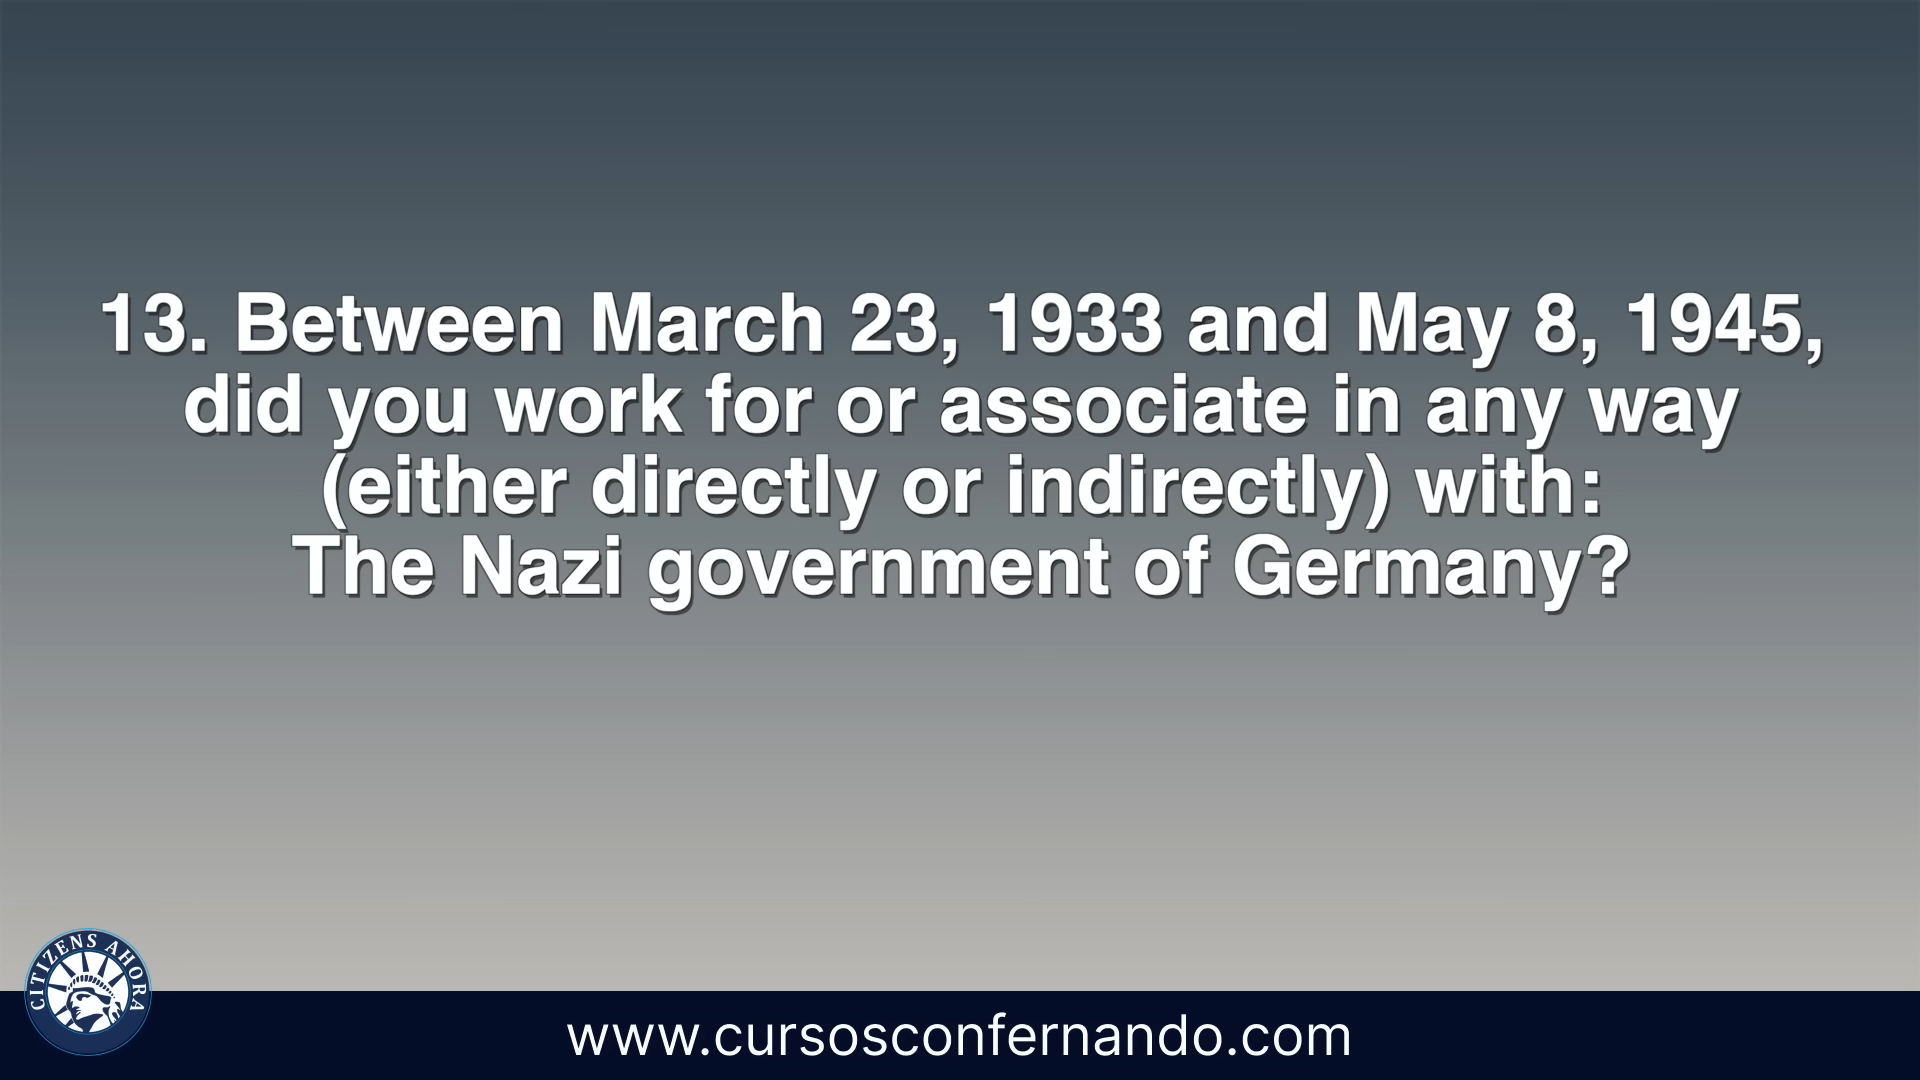 13. Between March 23, 1933 and May 8, 1945,
did you work for or associate in any way
(either directly or indirectly) with:
The Nazi government of Germany?
CITIZENS AHORA
www.cursosconfernando.com